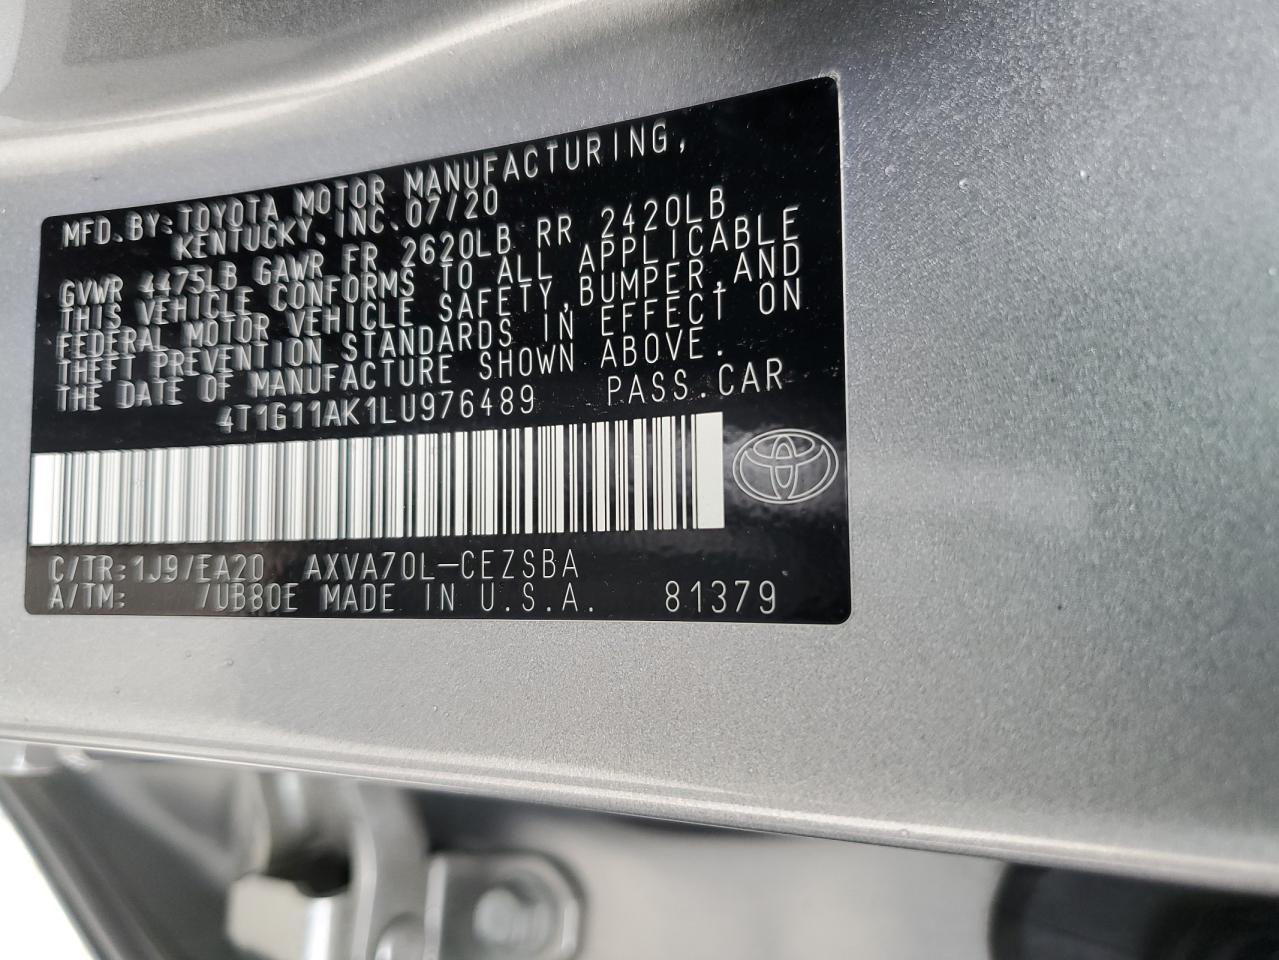 MFD. BY: TOYOTA MOTOR MANUFACTURING,
KENTUCKY, INC. 07/20
GVWR 4475LB GAWR FR 2620LB RR 2420LB
THIS VEHICLE CONFORMS TO ALL APPLICABLE
FEDERAL MOTOR VEHICLE SAFETY, BUMPER, AND
THEFT PREVENTION STANDARDS IN EFFECT ON
THE DATE OF MANUFACTURE SHOWN ABOVE.
4T1G11AK1LU976489 PASS. CAR
C/TR: 1J9/EA20 AXVA70L-CEZSBA
A/TM: /UB80E MADE IN U.S.A. 81379